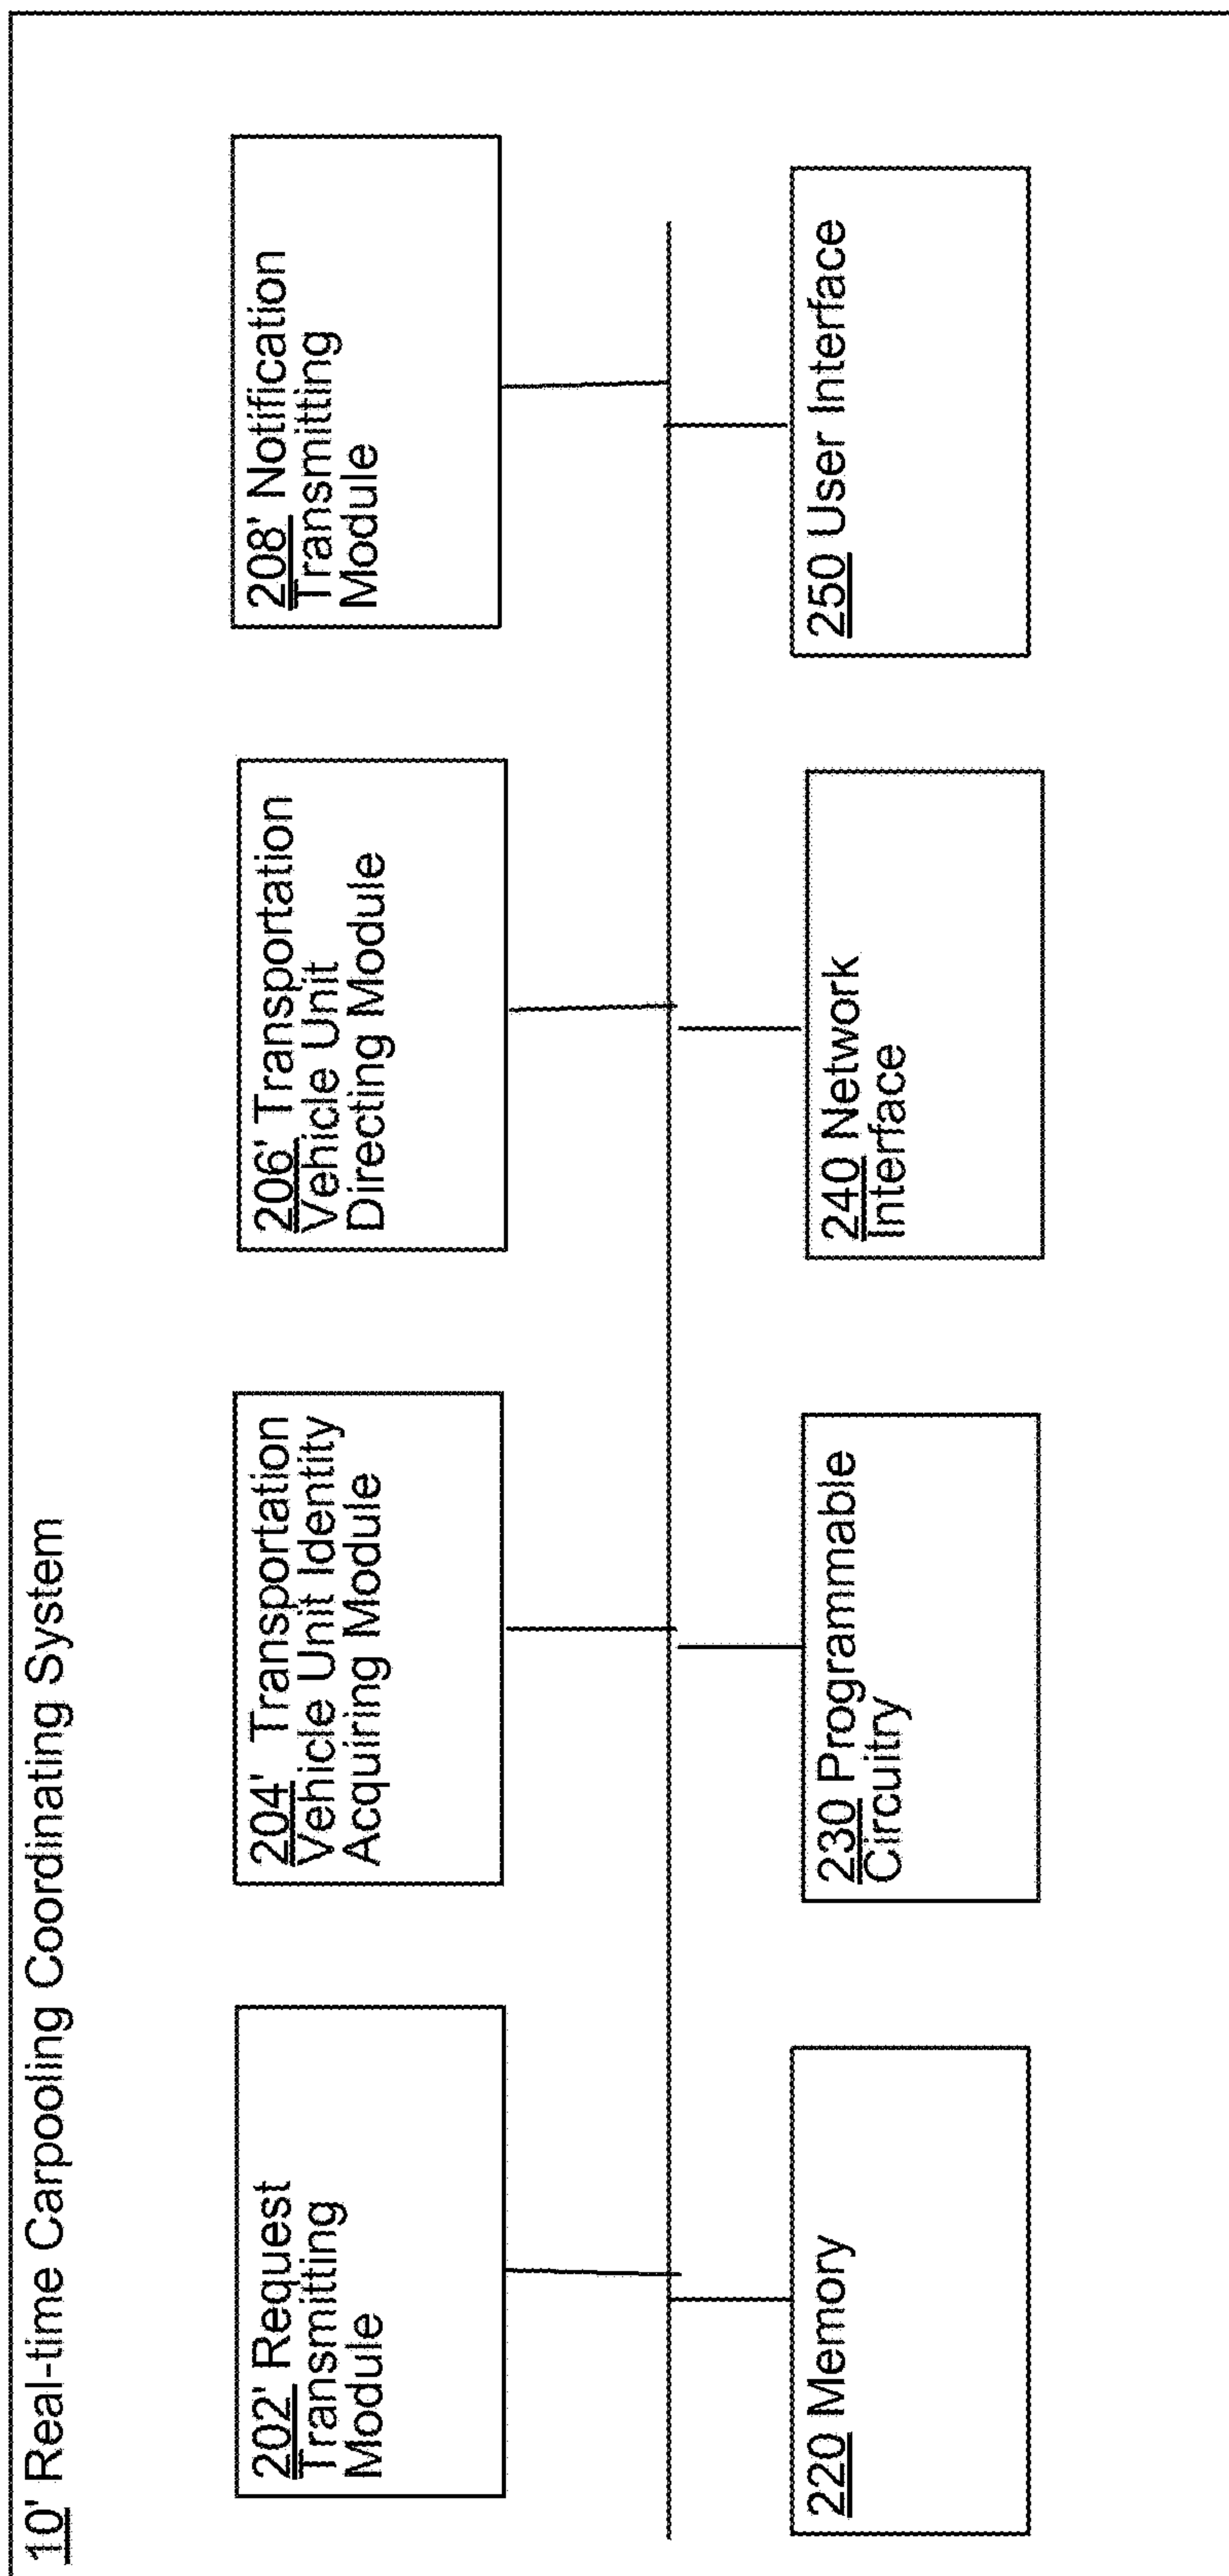 10' Real-time Carpooling Coordinating System
202' Request
Transmitting
Module
204' Transportation
Vehicle Unit Identity
Acquiring Module
206' Transportation
Vehicle Unit
Directing Module
208' Notification
Transmitting
Module
220 Memory
230 Programmable
Circuitry
240 Network
Interface
250 User Interface